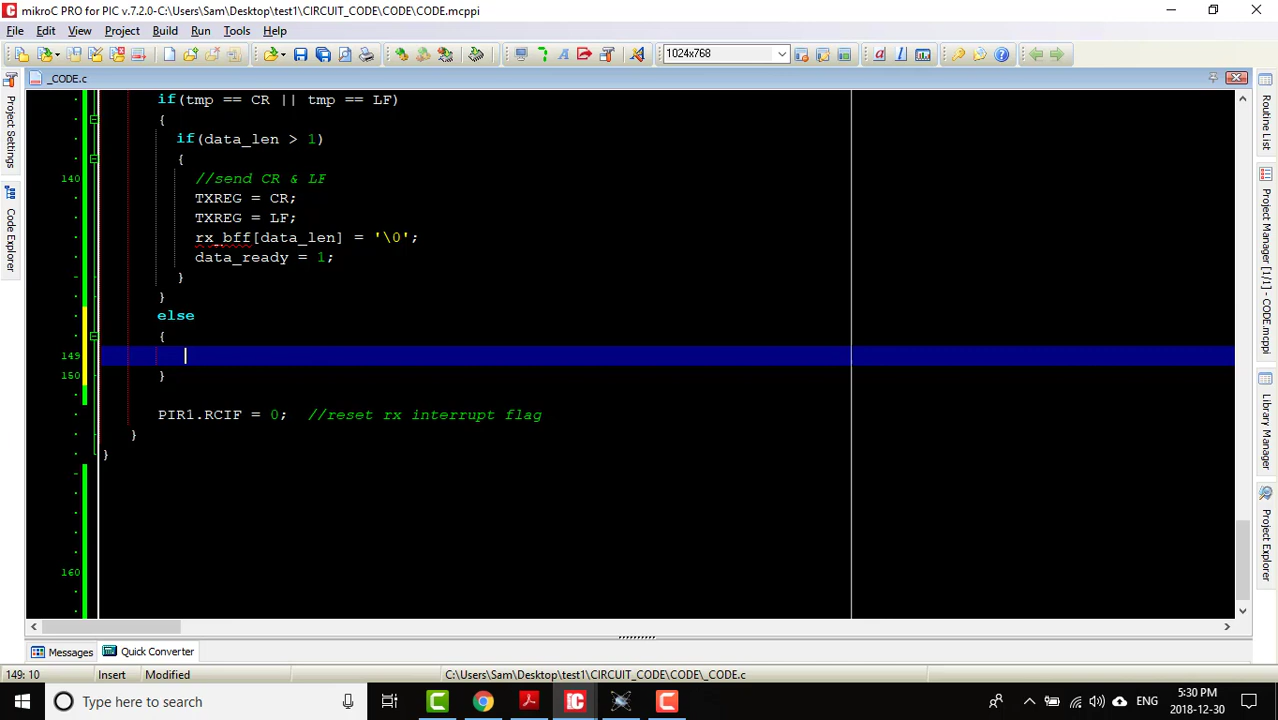 mikroC PRO for PIC v.7.2.0-C:\Users\Sam\Desktop\test1\CIRCUIT_CODE\CODE\CODE.mcppi
File Edit View Project Build Run Tools Help
1024x768
_CODE.c
Project Settings
Code Explorer
if(tmp == CR || tmp == LF)
{
if(data_len > 1)
{
140 //send CR & LF
TXREG = CR;
TXREG = LF;
rx_bff[data_len] = '\0';
data_ready = 1;
}
}
else
{
149
150 }
PIR1.RCIF = 0; //reset rx interrupt flag
}
}
160
Routine List
Project Manager [1/1] - CODE.mcppi
Library Manager
Project Explorer
Messages Quick Converter
149: 10 Insert Modified C:\Users\Sam\Desktop\test1\CIRCUIT_CODE\CODE\_CODE.c
Type here to search
ENG
5:30 PM
2018-12-30